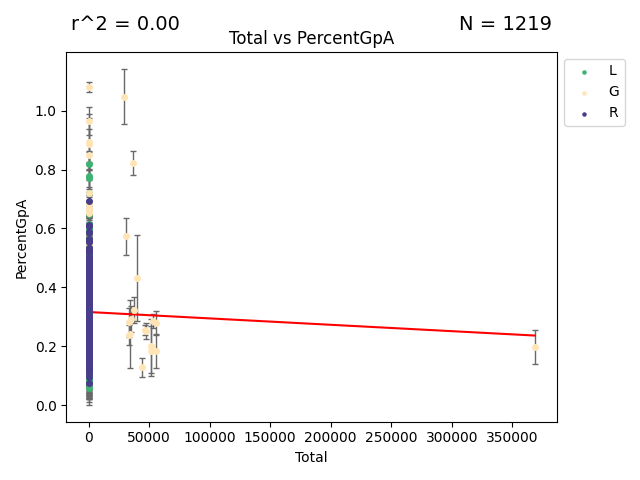 r^2 = 0.00
N = 1219
Total vs PercentGpA
L
G
R
1.0
0.8
0.6
0.4
0.2
0.0
PercentGpA
0 50000 100000 150000 200000 250000 300000 350000
Total